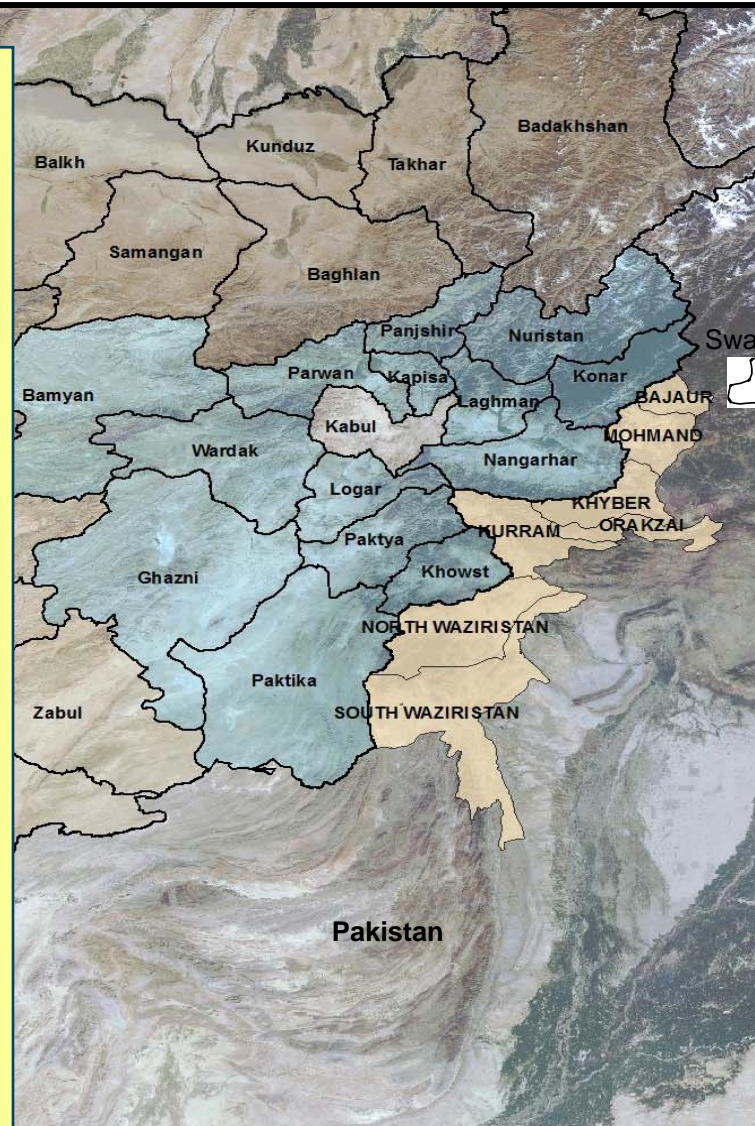 Badakhshan
Kunduz
Balkh
Takhar
Samangan
Baghlan
Panjshir
Nuristan
Swa
Parwan
Kapisa
Konar
Bamyan
BAJAUR
Laghman
Kabul
MOHMAND
Wardak
Nangarhar
Logar
KHYBER
ORAKZAI
KURRAM
Paktya
Khowst
Ghazni
NORTH WAZIRISTAN
Paktika
Zabul
SOUTH WAZIRISTAN
Pakistan